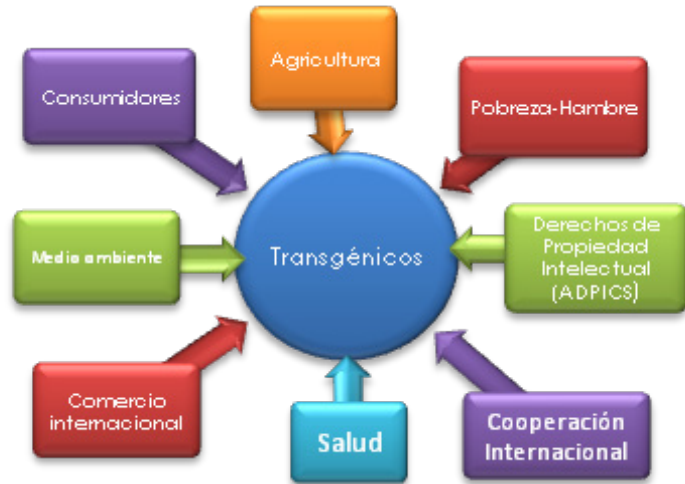 Agricultura
Consumidores
Pobreza-Hambre
Medio ambiente
Transgénicos
Derechos de
Propiedad
Intelectual
(ADPICS)
Comercio
internacional
Salud
Cooperación
Internacional